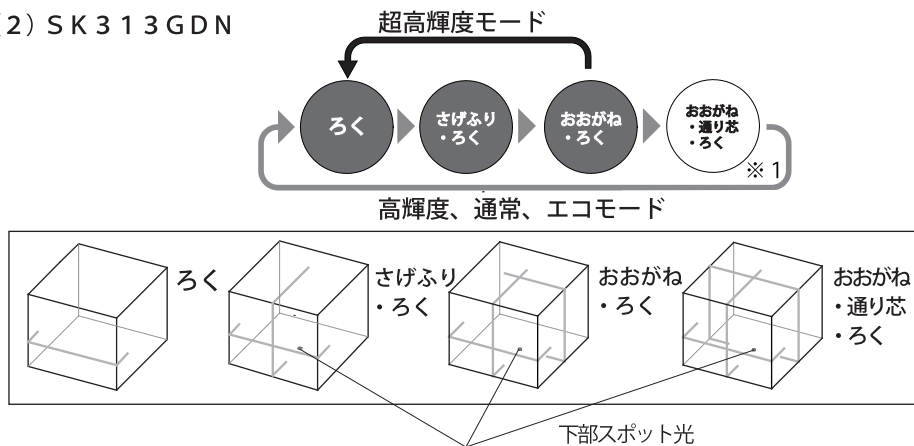 (2) ＳＫ３１３ＧＤＮ
超高輝度モード
ろく
さげふり
・ろく
おおがね
・ろく
おおがね
・通り芯
・ろく
※１
高輝度、通常、エコモード
ろく
さげふり
・ろく
おおがね
・ろく
おおがね
・通り芯
・ろく
下部スポット光